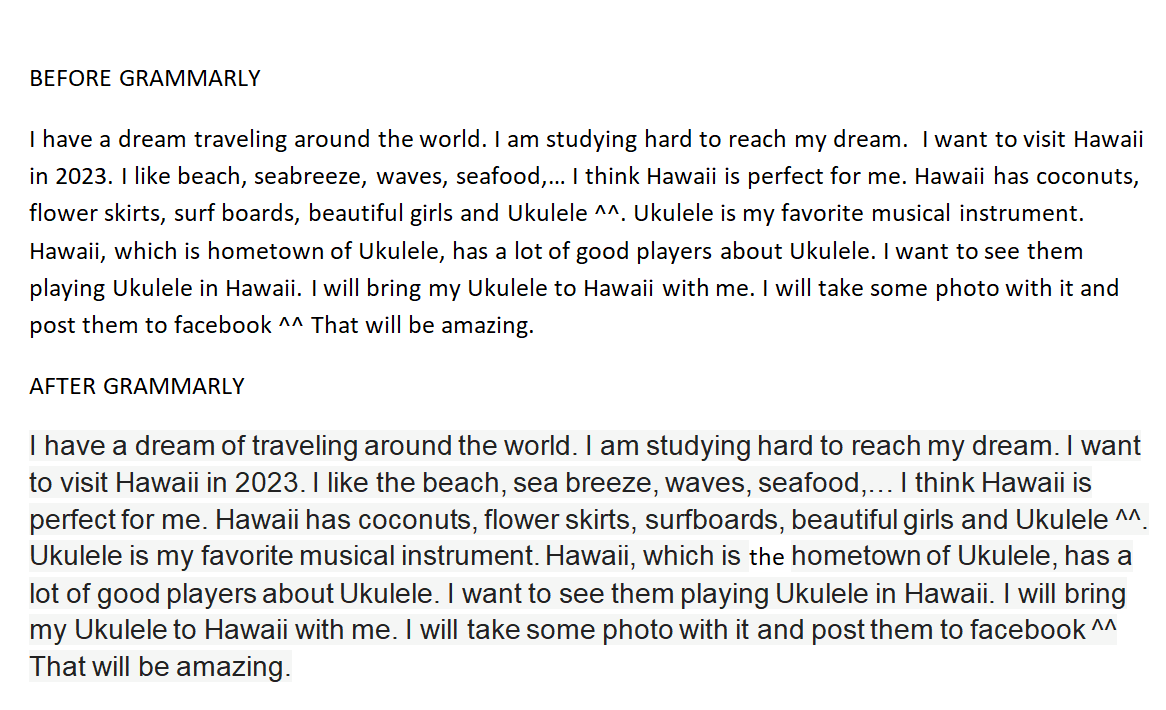 BEFORE GRAMMARLY
I have a dream traveling around the world. I am studying hard to reach my dream.  I want to visit Hawaii
in 2023. I like beach, seabreeze, waves, seafood,... I think Hawaii is perfect for me. Hawaii has coconuts,
flower skirts, surf boards, beautiful girls and Ukulele ^^. Ukulele is my favorite musical instrument.
Hawaii, which is hometown of Ukulele, has a lot of good players about Ukulele. I want to see them
playing Ukulele in Hawaii. I will bring my Ukulele to Hawaii with me. I will take some photo with it and
post them to facebook ^^ That will be amazing.
AFTER GRAMMARLY
I have a dream of traveling around the world. I am studying hard to reach my dream. I want
to visit Hawaii in 2023. I like the beach, sea breeze, waves, seafood,... I think Hawaii is
perfect for me. Hawaii has coconuts, flower skirts, surfboards, beautiful girls and Ukulele ^^.
Ukulele is my favorite musical instrument. Hawaii, which is the hometown of Ukulele, has a
lot of good players about Ukulele. I want to see them playing Ukulele in Hawaii. I will bring
my Ukulele to Hawaii with me. I will take some photo with it and post them to facebook ^^
That will be amazing.